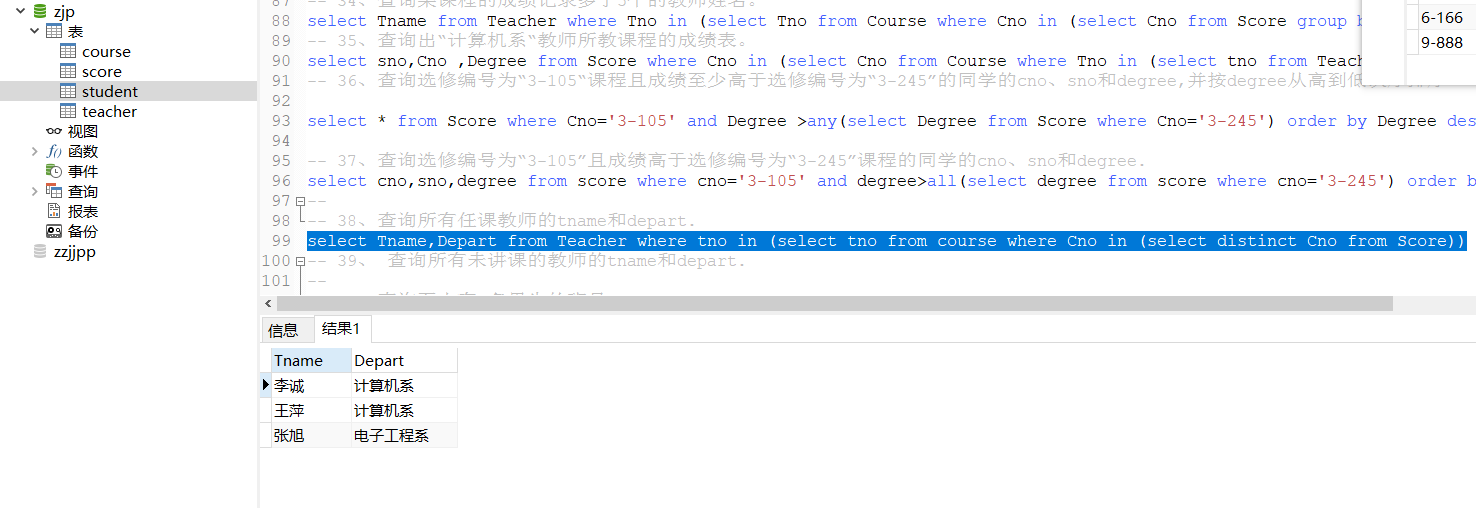 zjp
表
course
score
student
teacher
视图
函数
事件
查询
报表
备份
zzjjpp
87
88 select Tname from Teacher where Tno in (select Tno from Course where Cno in (select Cno from Score group b
89 -- 35、查询出“计算机系“教师所教课程的成绩表。
90 select sno,Cno ,Degree from Score where Cno in (select Cno from Course where Tno in (select tno from Teach
91 -- 36、查询选修编号为“3-105“课程且成绩至少高于选修编号为“3-245”的同学的cno、sno和degree,并按degree从高到低
92
93 select * from Score where Cno='3-105' and Degree >any(select Degree from Score where Cno='3-245') order by Degree des
94
95 -- 37、查询选修编号为“3-105”且成绩高于选修编号为“3-245”课程的同学的cno、sno和degree.
96 select cno,sno,degree from score where cno='3-105' and degree>all(select degree from score where cno='3-245') order b
97 --
98 -- 38、查询所有任课教师的tname和depart.
99 select Tname,Depart from Teacher where tno in (select tno from course where Cno in (select distinct Cno from Score))
100 -- 39、 查询所有未讲课的教师的tname和depart.
101 --
6-166
9-888
信息 结果1
Tname Depart
李诚 计算机系
王萍 计算机系
张旭 电子工程系